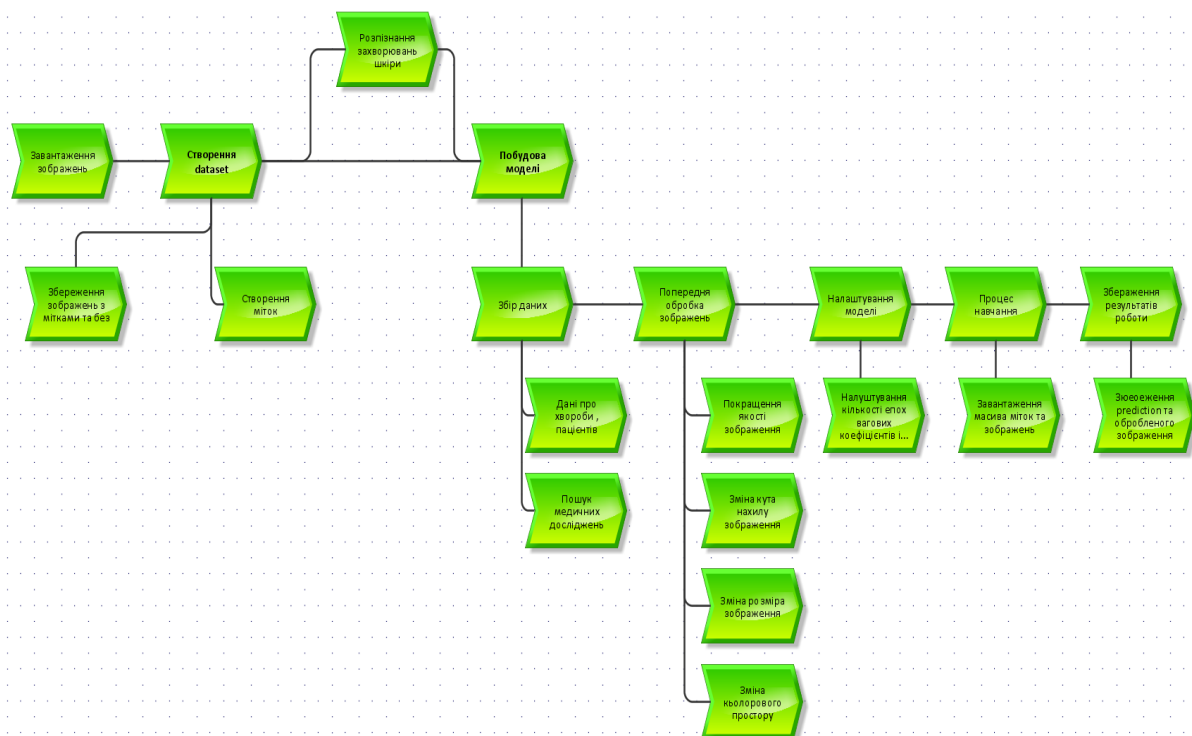 Розпізнання
захворювань
шкіри
Завантаження
зображень
Створення
dataset
Побудова
моделі
Збереження
зображень з
мітками та без
Створення
міток
Збір даних
Попередня
обробка
зображень
Налаштування
моделі
Процес
навчання
Збераження
результатів
роботи
Дані про
хвороби , 
пацієнтів
Покращення
якості
зображення
Налуштування
кількості епох
вагових
коефіцієнтів і...
Завантаження
масива міток та
зображень
Зюеоеження
prediction та
обробленого
зображення
Пошук
медичних
досліджень
Зміна кута
нахилу
зображення
Зміна розміра
зображення
Зміна
кьолорового
простору